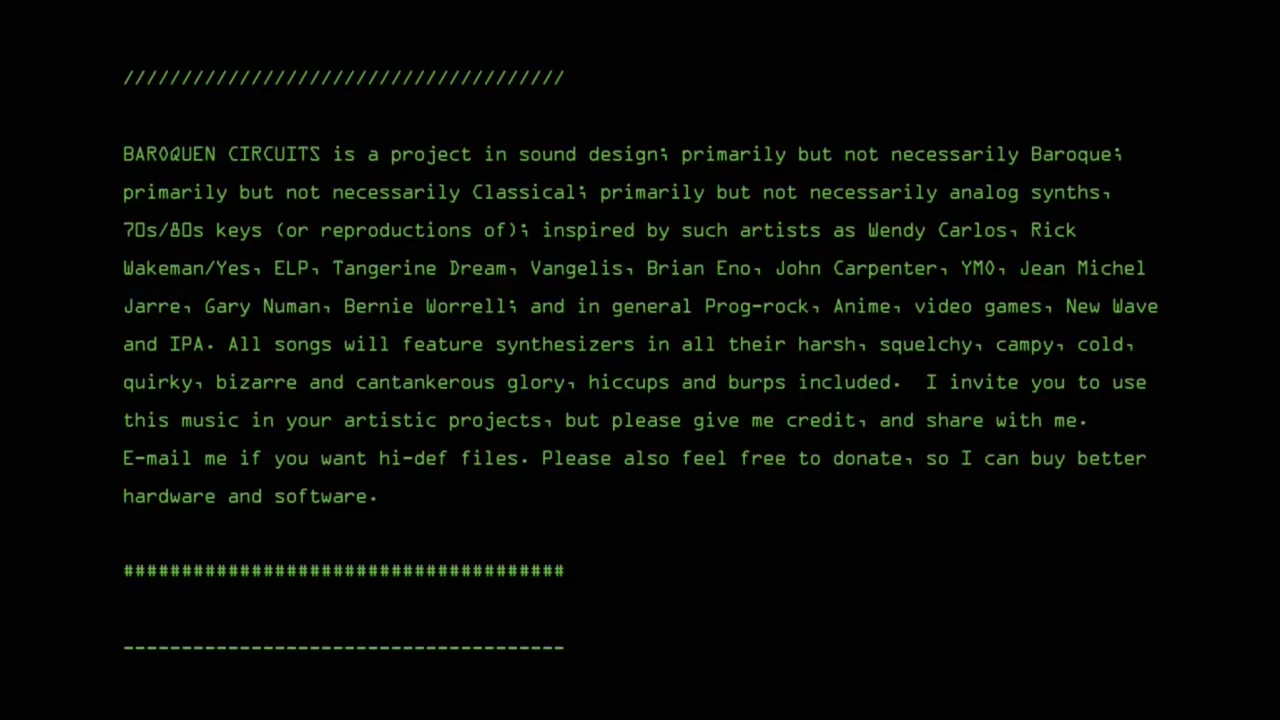 //////////////////////////////////////
BAROQUEN CIRCUITS is a project in sound design; primarily but not necessarily Baroque;
primarily but not necessarily Classical; primarily but not necessarily analog synths,
70s/80s keys (or reproductions of); inspired by such artists as Wendy Carlos, Rick
Wakeman/Yes, ELP, Tangerine Dream, Vangelis, Brian Eno, John Carpenter, YMO, Jean Michel
Jarre, Gary Numan, Bernie Worrell; and in general Prog-rock, Anime, video games, New Wave
and IPA. All songs will feature synthesizers in all their harsh, squelchy, campy, cold,
quirky, bizarre and cantankerous glory, hiccups and burps included.  I invite you to use
this music in your artistic projects, but please give me credit, and share with me.
E-mail me if you want hi-def files. Please also feel free to donate, so I can buy better
hardware and software.
######################################
--------------------------------------